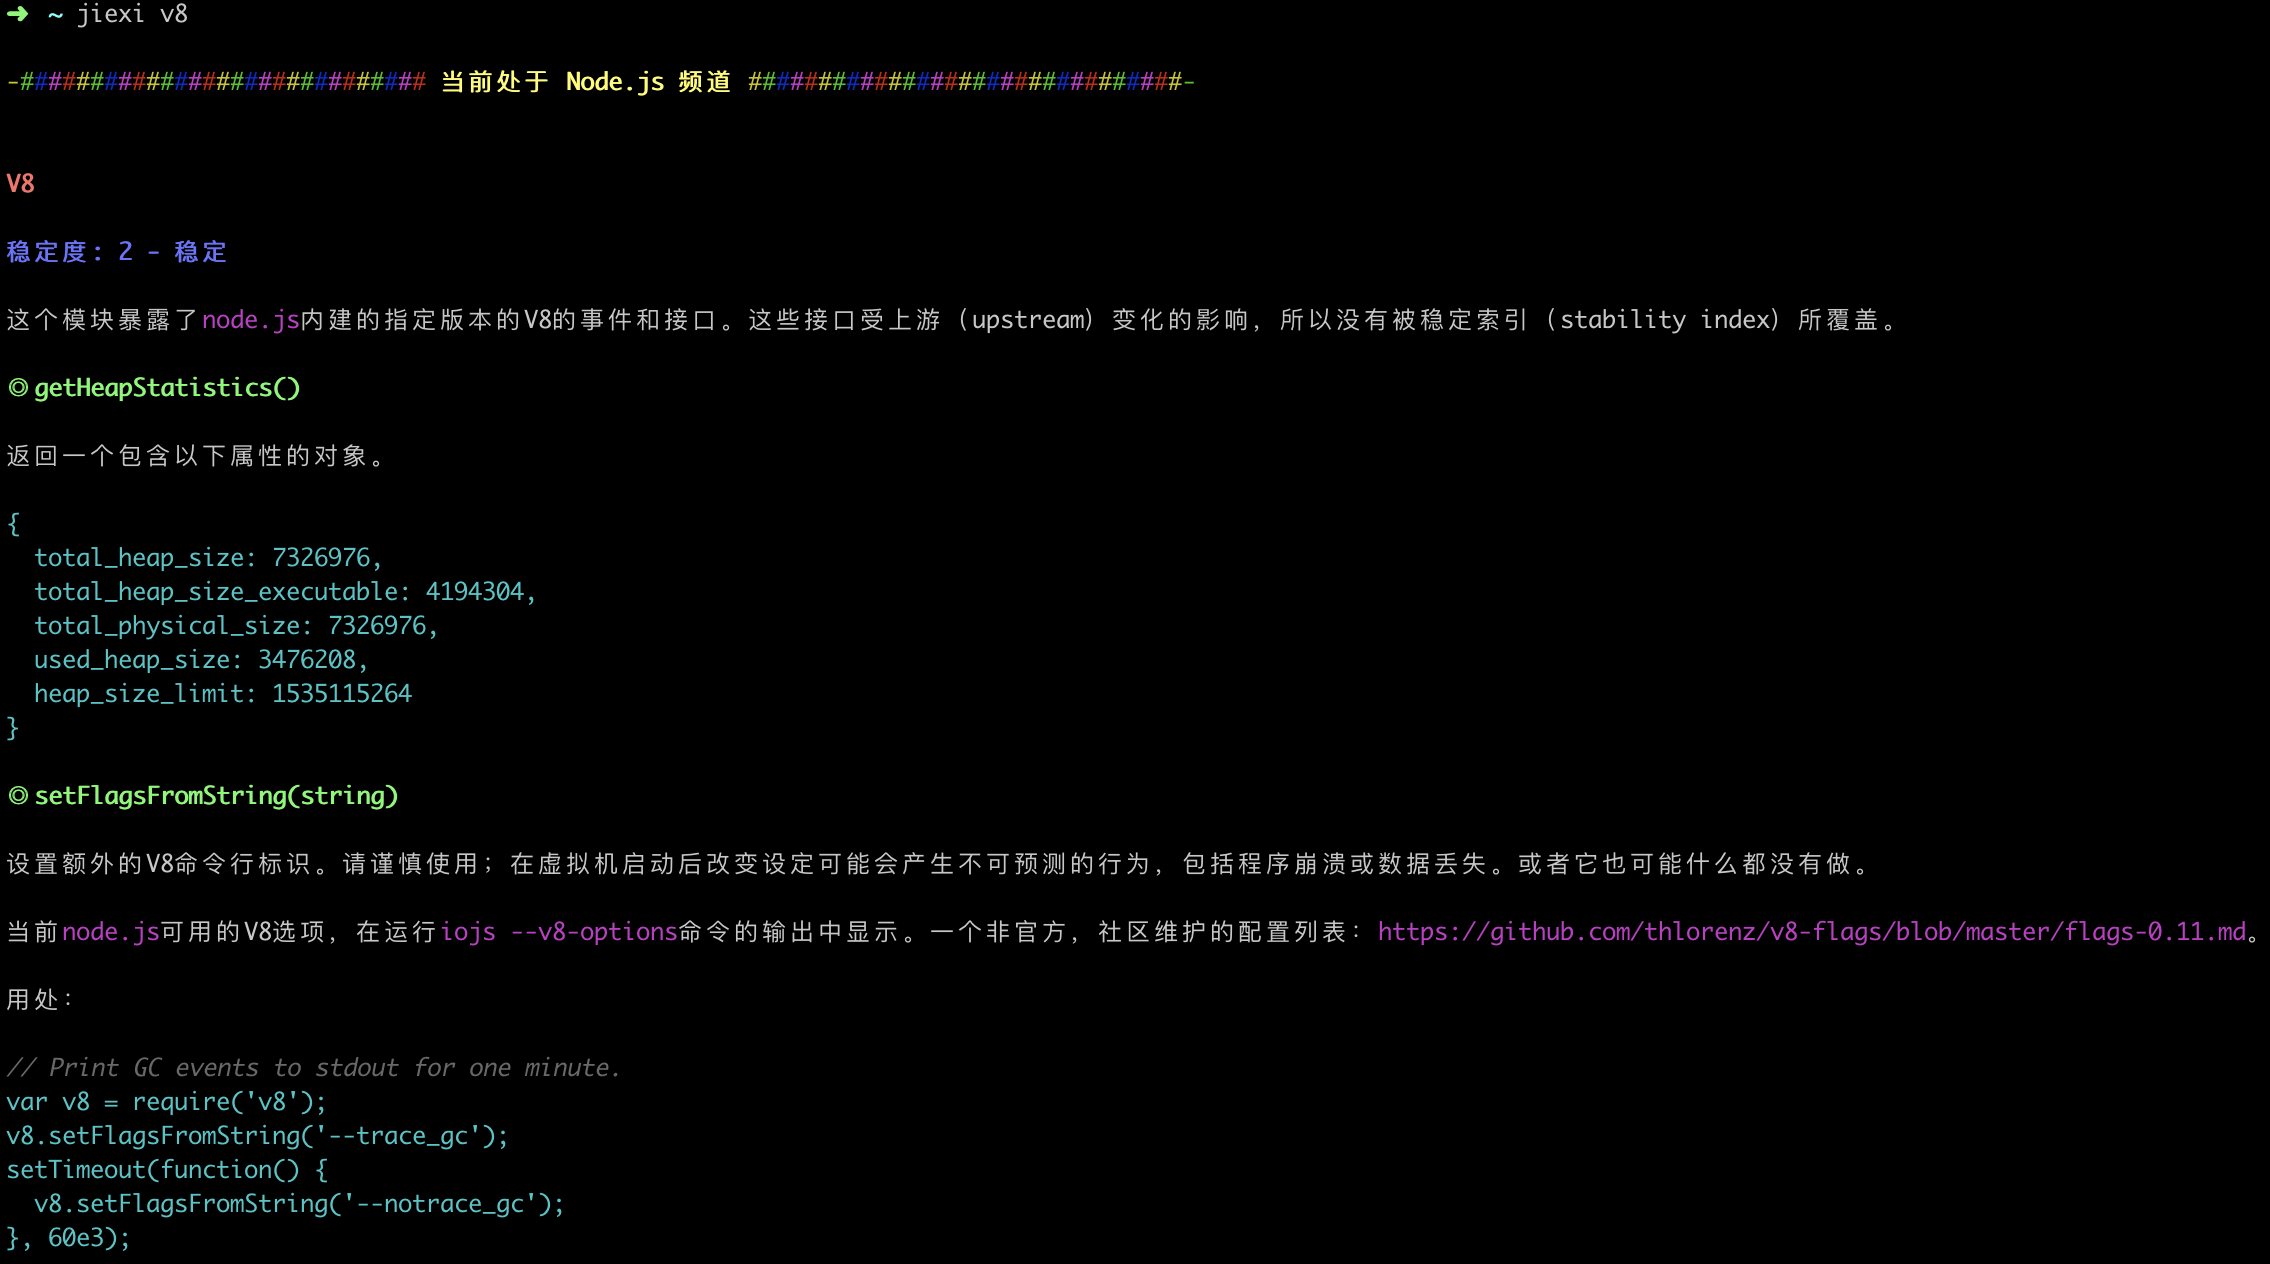 ➜ ~ jiexi v8
-############################# 当前处于 Node.js 频道 ###############################-
V8
稳定度: 2 - 稳定
这个模块暴露了node.js内建的指定版本的V8的事件和接口。这些接口受上游（upstream）变化的影响，所以没有被稳定索引（stability index）所覆盖。
◎getHeapStatistics()
返回一个包含以下属性的对象。
{
  total_heap_size: 7326976,
  total_heap_size_executable: 4194304,
  total_physical_size: 7326976,
  used_heap_size: 3476208,
  heap_size_limit: 1535115264
}
◎setFlagsFromString(string)
设置额外的V8命令行标识。请谨慎使用；在虚拟机启动后改变设定可能会产生不可预测的行为，包括程序崩溃或数据丢失。或者它也可能什么都没有做。
当前node.js可用的V8选项，在运行iojs --v8-options命令的输出中显示。一个非官方，社区维护的配置列表：https://github.com/thlorenz/v8-flags/blob/master/flags-0.11.md。
用处：
// Print GC events to stdout for one minute.
var v8 = require('v8');
v8.setFlagsFromString('--trace_gc');
setTimeout(function() {
  v8.setFlagsFromString('--notrace_gc');
}, 60e3);